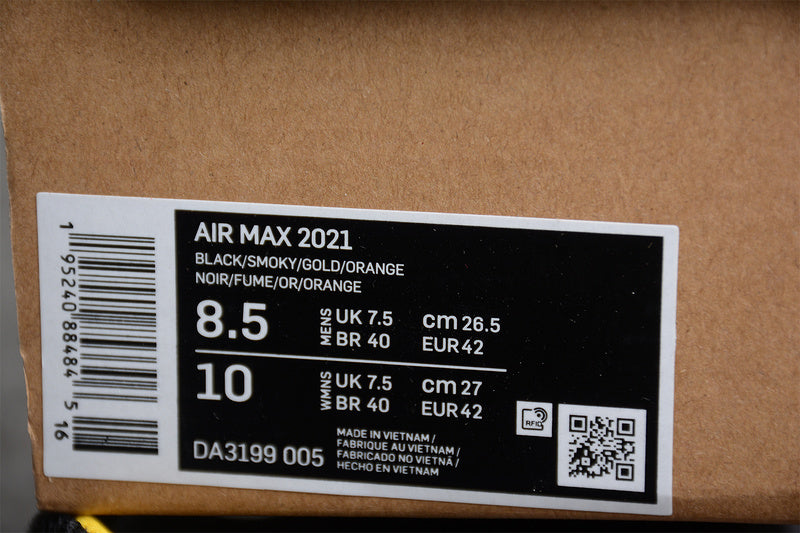 1 95240 88484 5 16
AIR MAX 2021
BLACK/SMOKY/GOLD/ORANGE
NOIR/FUME/OR/ORANGE
8.5 MENS UK 7.5 cm 26.5
BR 40 EUR 42
10 WMNS UK 7.5 cm 27
BR 40 EUR 42
DA3199 005
MADE IN VIETNAM /
FABRIQUE AU VIETNAM /
FABRICADO NO VIETNÃ /
HECHO EN VIETNAM
RFID